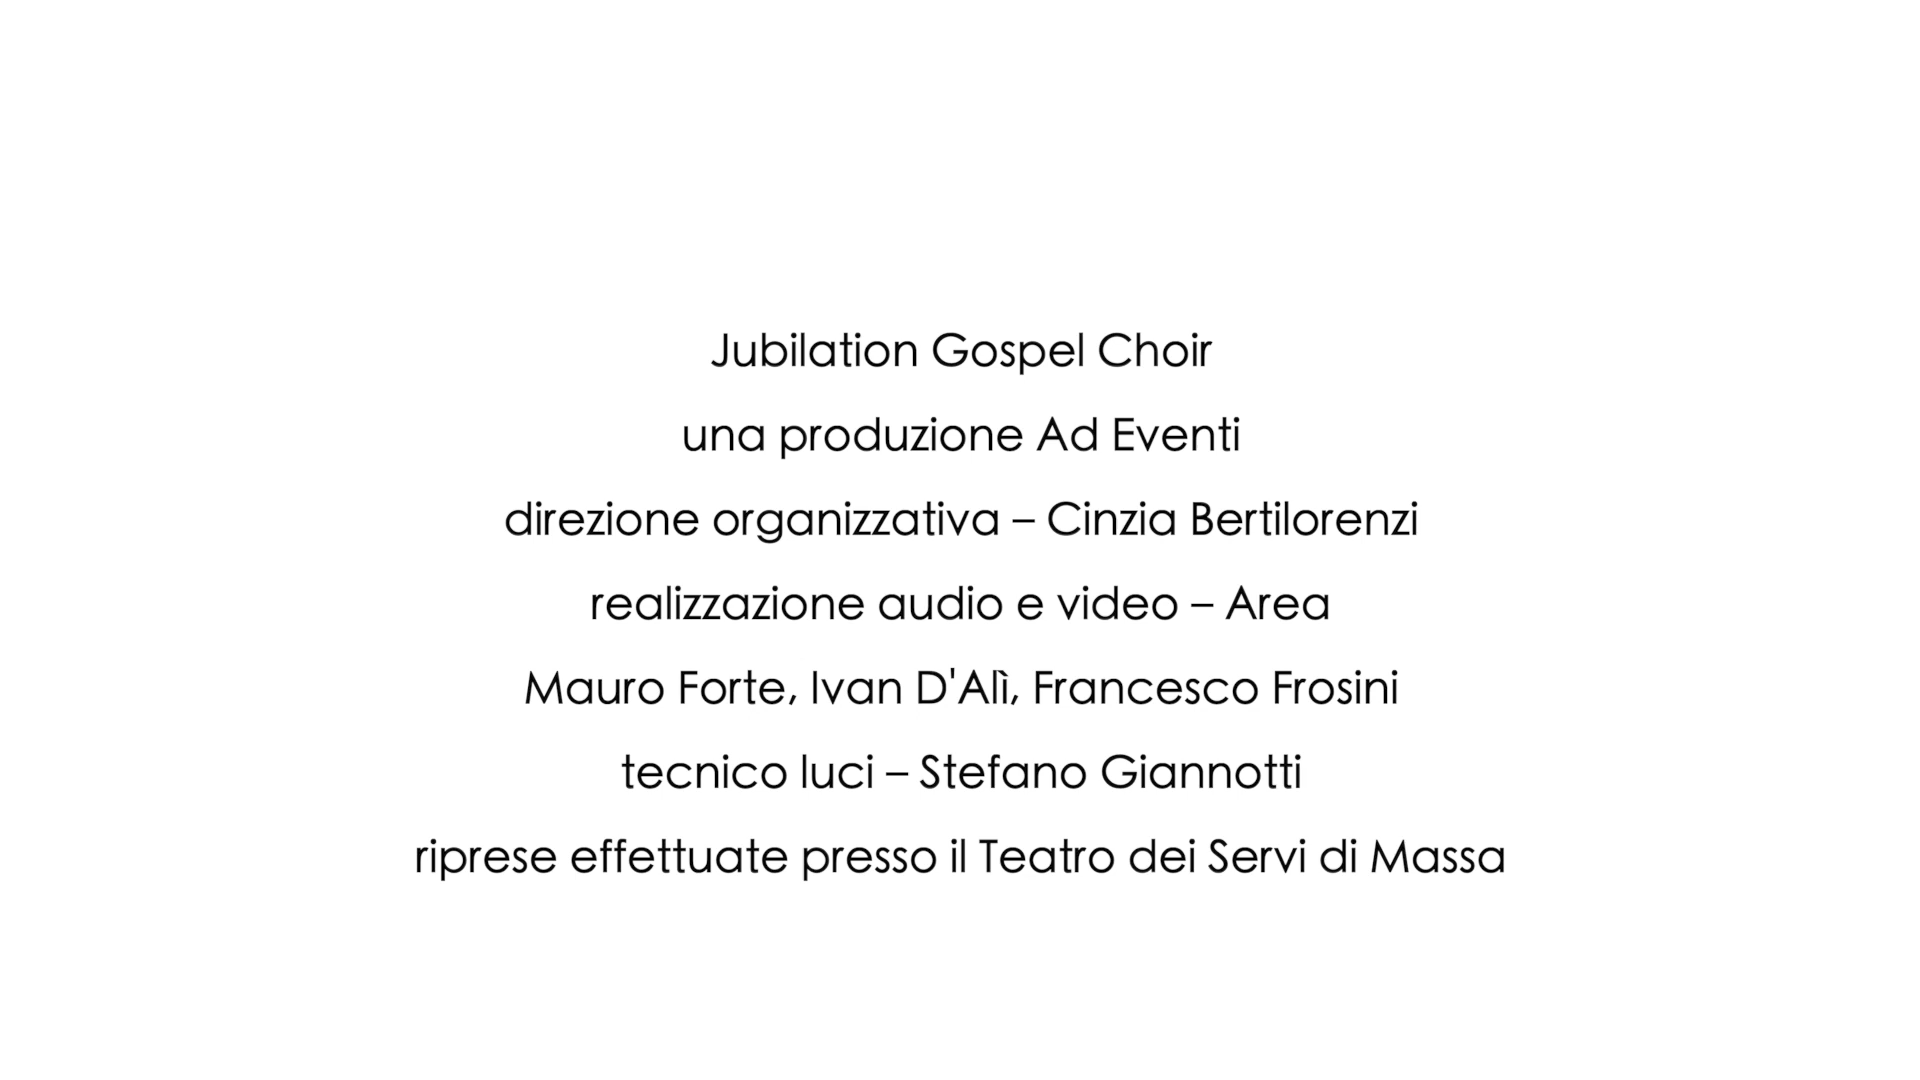 Jubilation Gospel Choir
una produzione Ad Eventi
direzione organizzativa – Cinzia Bertilorenzi
realizzazione audio e video – Area
Mauro Forte, Ivan D'Alì, Francesco Frosini
tecnico luci – Stefano Giannotti
riprese effettuate presso il Teatro dei Servi di Massa